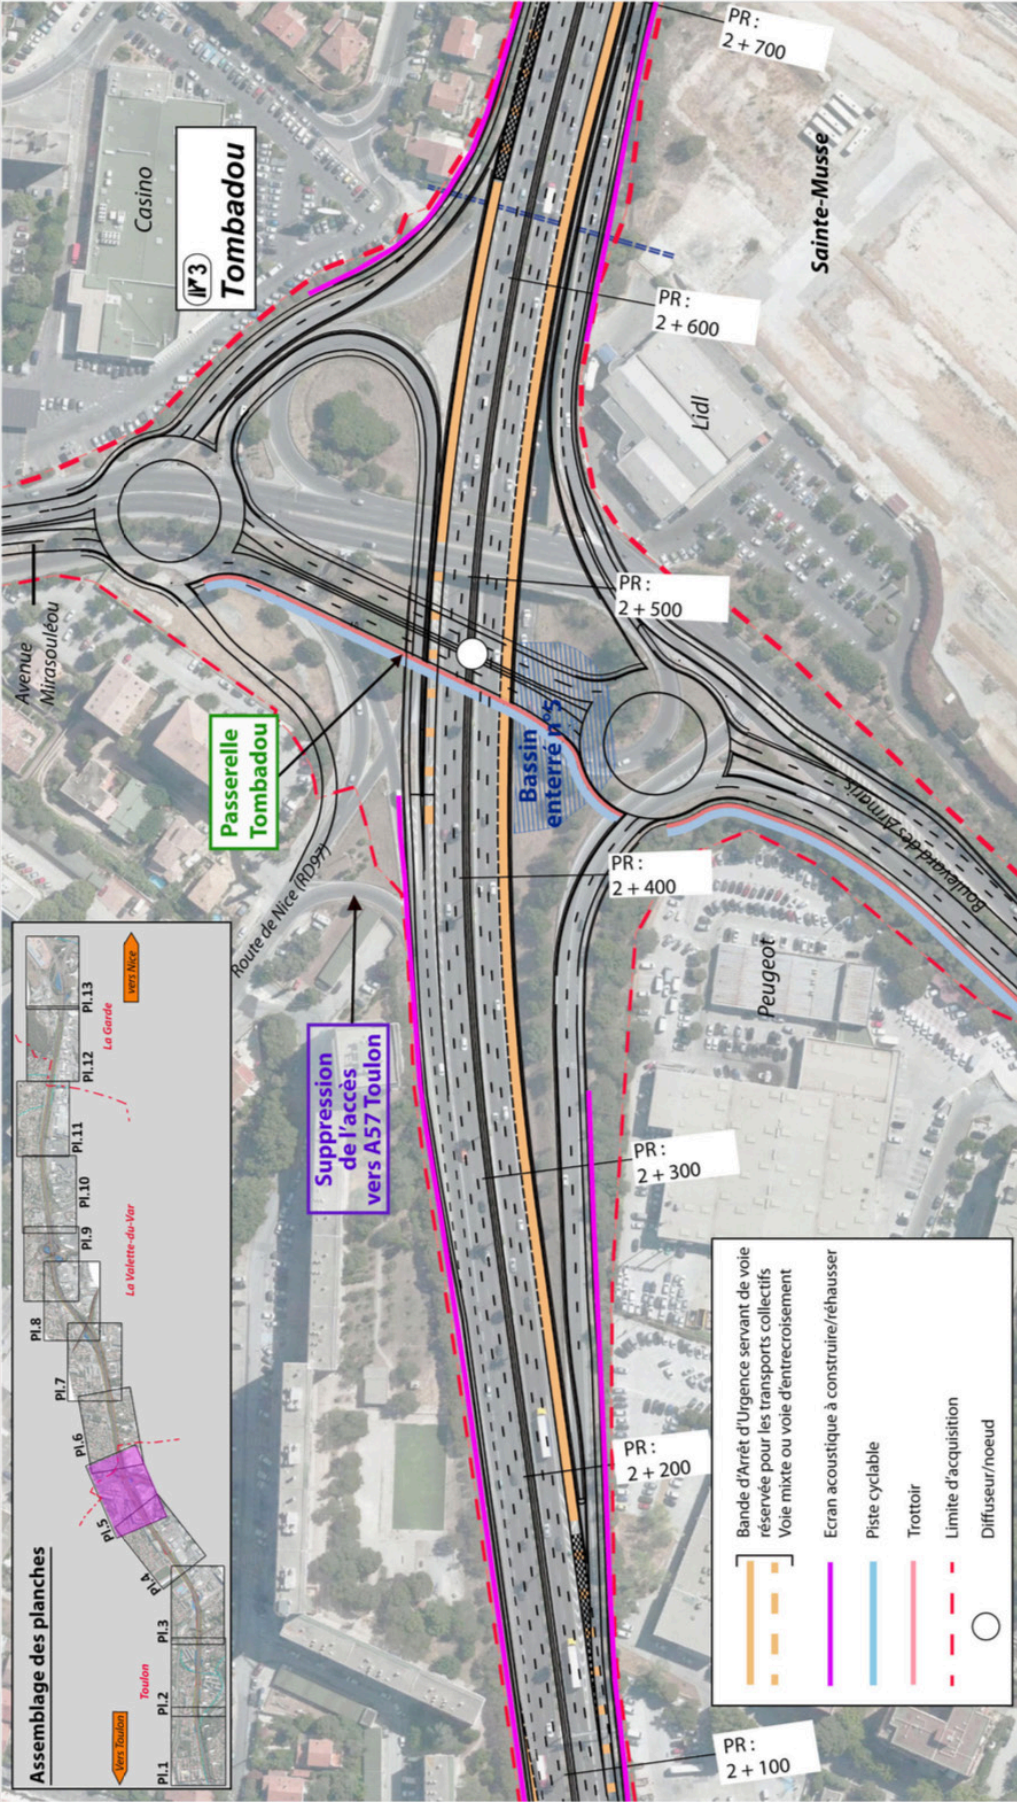 Assemblage des planches
Vers Toulon
Toulon
La Valette-du-Var
La Garde
vers Nice
Pl.1
Pl.2
Pl.3
Pl.4
Pl.5
Pl.6
Pl.7
Pl.8
Pl.9
Pl.10
Pl.11
Pl.12
Pl.13
Avenue
Mirasouléou
Casino
3
Tombadou
Passerelle
Tombadou
Route de Nice (RD97)
Suppression
de l'accès
vers A57 Toulon
Bassin
enterré n°5
Sainte-Musse
Lidl
Peugeot
Boulevard des Armaris
PR :
2 + 100
PR :
2 + 200
PR :
2 + 300
PR :
2 + 400
PR :
2 + 500
PR :
2 + 600
PR :
2 + 700
Bande d'Arrêt d'Urgence servant de voie
réservée pour les transports collectifs
Voie mixte ou voie d'entrecroisement
Ecran acoustique à construire/réhausser
Piste cyclable
Trottoir
Limite d'acquisition
Diffuseur/noeud